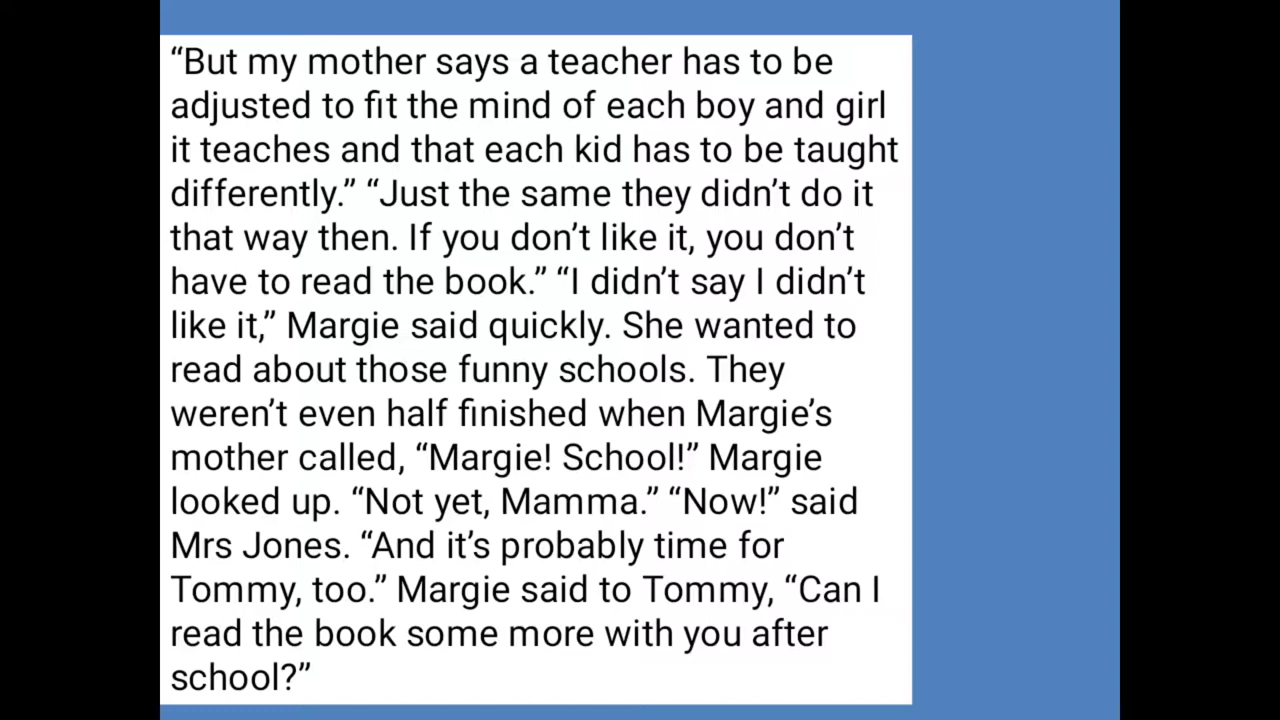 “But my mother says a teacher has to be
adjusted to fit the mind of each boy and girl
it teaches and that each kid has to be taught
differently.” “Just the same they didn’t do it
that way then. If you don’t like it, you don’t
have to read the book.” “I didn’t say I didn’t
like it,” Margie said quickly. She wanted to
read about those funny schools. They
weren’t even half finished when Margie’s
mother called, “Margie! School!” Margie
looked up. “Not yet, Mamma.” “Now!” said
Mrs Jones. “And it’s probably time for
Tommy, too.” Margie said to Tommy, “Can I
read the book some more with you after
school?”